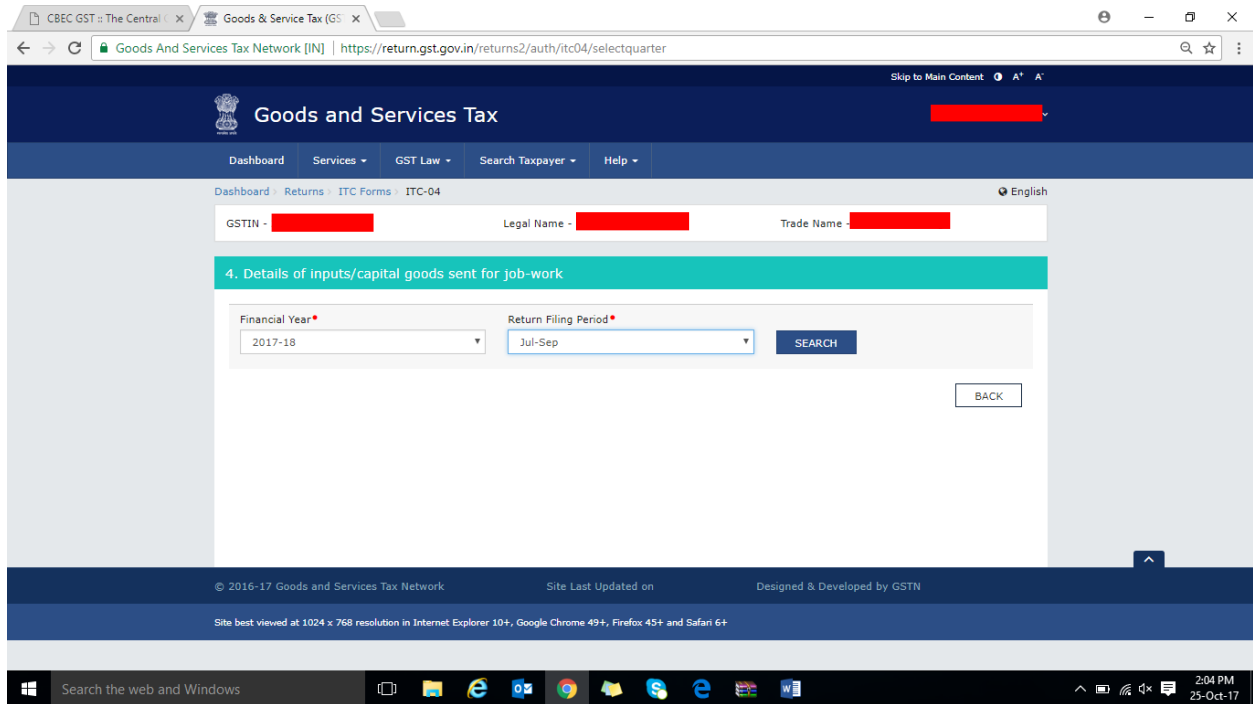 CBEC GST :: The Central
Goods & Service Tax (GS
Goods And Services Tax Network [IN] https://return.gst.gov.in/returns2/auth/itc04/selectquarter
Skip to Main Content A+ A-
Goods and Services Tax
Dashboard Services GST Law Search Taxpayer Help
Dashboard Returns ITC Forms ITC-04 English
GSTIN - Legal Name - Trade Name -
4. Details of inputs/capital goods sent for job-work
Financial Year Return Filing Period
2017-18 Jul-Sep SEARCH
BACK
© 2016-17 Goods and Services Tax Network Site Last Updated on Designed & Developed by GSTN
Site best viewed at 1024 x 768 resolution in Internet Explorer 10+, Google Chrome 49+, Firefox 45+ and Safari 6+
Search the web and Windows
2:04 PM
25-Oct-17